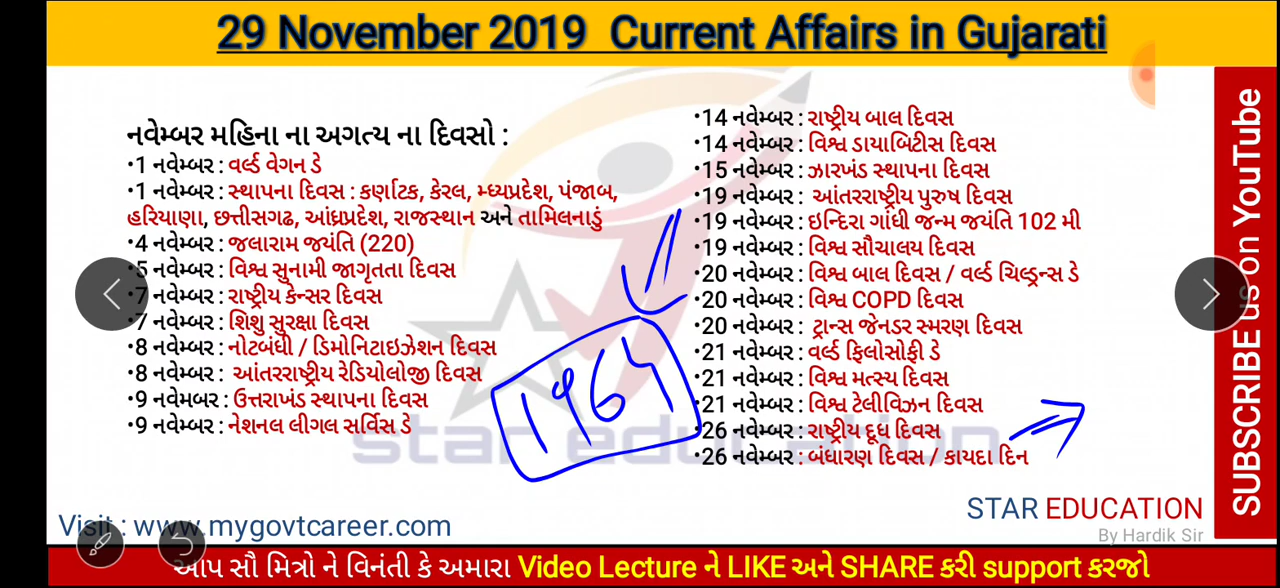 29 November 2019 Current Affairs in Gujarati
નવેમ્બર મહિના ના અગત્ય ના દિવસો :
•1 નવેમ્બર : વર્લ્ડ વેગન ડે
•1 નવેમ્બર : સ્થાપના દિવસ : કર્ણાટક, કેરલ, મ્ધ્યપ્રદેશ, પંજાબ,
હરિયાણા, છત્તીસગઢ, આંધ્રપ્રદેશ, રાજસ્થાન અને તામિલનાડું
•4 નવેમ્બર : જલારામ જયંતિ (220)
•5 નવેમ્બર : વિશ્વ સુનામી જાગૃતતા દિવસ
•7 નવેમ્બર : રાષ્ટ્રીય કેન્સર દિવસ
•7 નવેમ્બર : શિશુ સુરક્ષા દિવસ
•8 નવેમ્બર : નોટબંધી / ડિમોનિટાઇઝેશન દિવસ
•8 નવેમ્બર : આંતરરાષ્ટ્રીય રેડિયોલોજી દિવસ
•9 નવેમબર : ઉત્તરાખંડ સ્થાપના દિવસ
•9 નવેમ્બર : નેશનલ લીગલ સર્વિસ ડે
•14 નવેમ્બર : રાષ્ટ્રીય બાલ દિવસ
•14 નવેમ્બર : વિશ્વ ડાયાબિટીસ દિવસ
•15 નવેમ્બર : ઝારખંડ સ્થાપના દિવસ
•19 નવેમ્બર : આંતરરાષ્ટ્રીય પુરુષ દિવસ
•19 નવેમ્બર : ઇન્દિરા ગાંધી જન્મ જયંતિ 102 મી
•19 નવેમ્બર : વિશ્વ સૌચાલય દિવસ
•20 નવેમ્બર : વિશ્વ બાલ દિવસ / વર્લ્ડ ચિલ્ડ્રન્સ ડે
•20 નવેમ્બર : વિશ્વ COPD દિવસ
•20 નવેમ્બર : ટ્રાન્સ જેનડર સ્મરણ દિવસ
•21 નવેમ્બર : વર્લ્ડ ફિલોસોફી ડે
•21 નવેમ્બર : વિશ્વ મત્સ્ય દિવસ
•21 નવેમ્બર : વિશ્વ ટેલીવિઝન દિવસ
•26 નવેમ્બર : રાષ્ટ્રીય દૂધ દિવસ
•26 નવેમ્બર : બંધારણ દિવસ / કાયદા દિન
1964
star education
STAR EDUCATION
By Hardik Sir
Visit : www.mygovtcareer.com
આપ સૌ મિત્રો ને વિનંતી કે અમારા Video Lecture ને LIKE અને SHARE કરી support કરજો
SUBSCRIBE us on YouTube